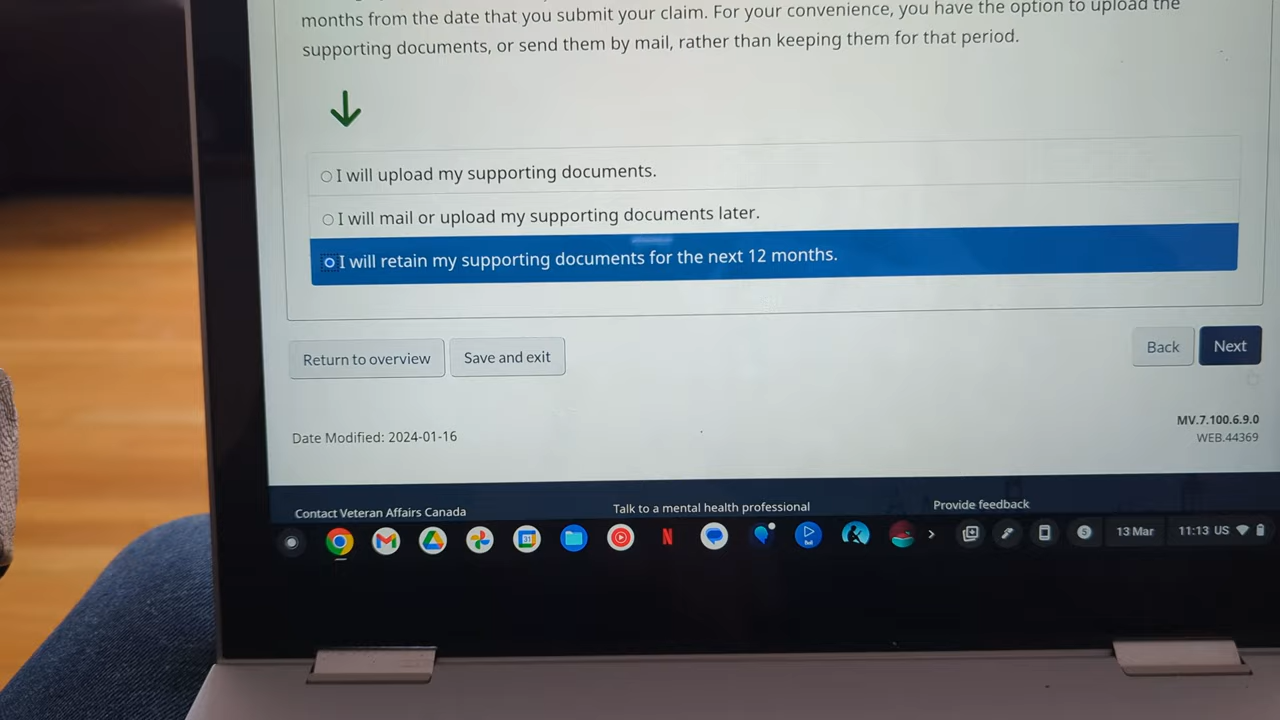 months from the date that you submit your claim. For your convenience, you have the option to upload the
supporting documents, or send them by mail, rather than keeping them for that period.
I will upload my supporting documents.
I will mail or upload my supporting documents later.
I will retain my supporting documents for the next 12 months.
Return to overview
Save and exit
Back
Next
Date Modified: 2024-01-16
MV.7.100.6.9.0
WEB.44369
Contact Veteran Affairs Canada
Talk to a mental health professional
Provide feedback
31
N
5
13 Mar
11:13 US